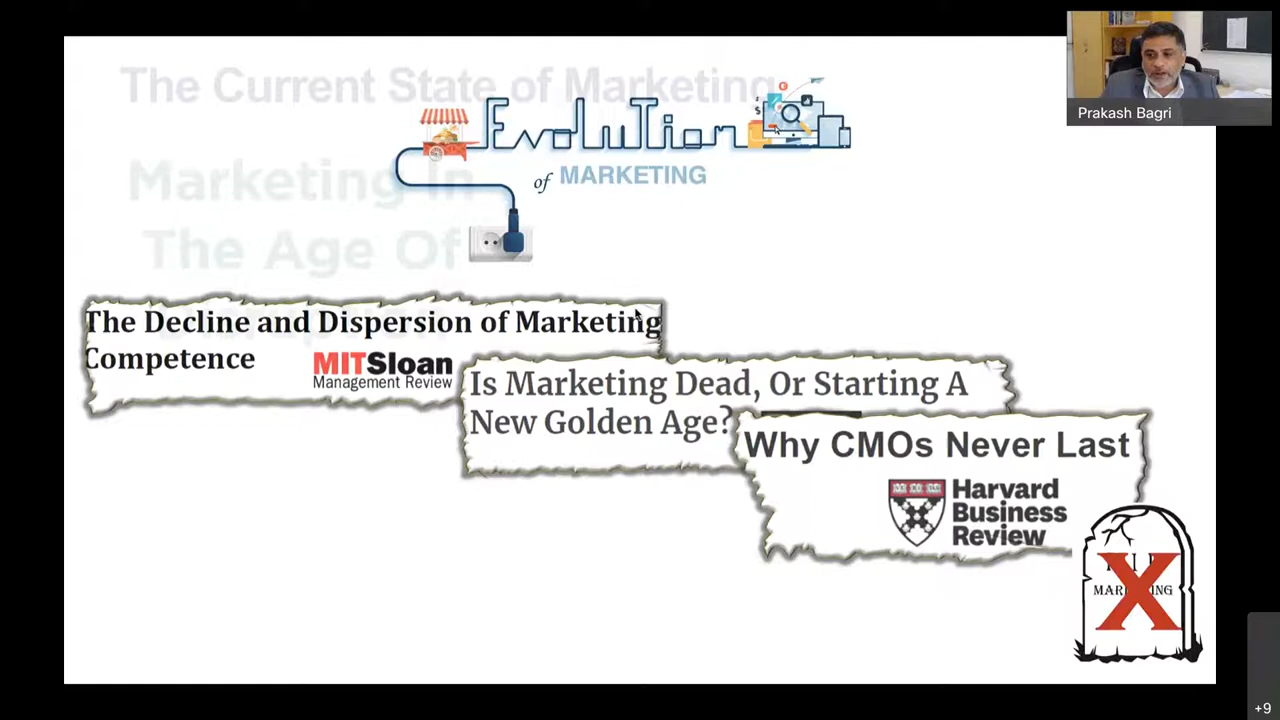 The Current State of Marketing
Evolution
of MARKETING
Marketing In
The Age Of
The Decline and Dispersion of Marketing
Competence
MITSloan
Management Review
Is Marketing Dead, Or Starting A
New Golden Age?
Why CMOs Never Last
Harvard
Business
Review
Prakash Bagri
+9